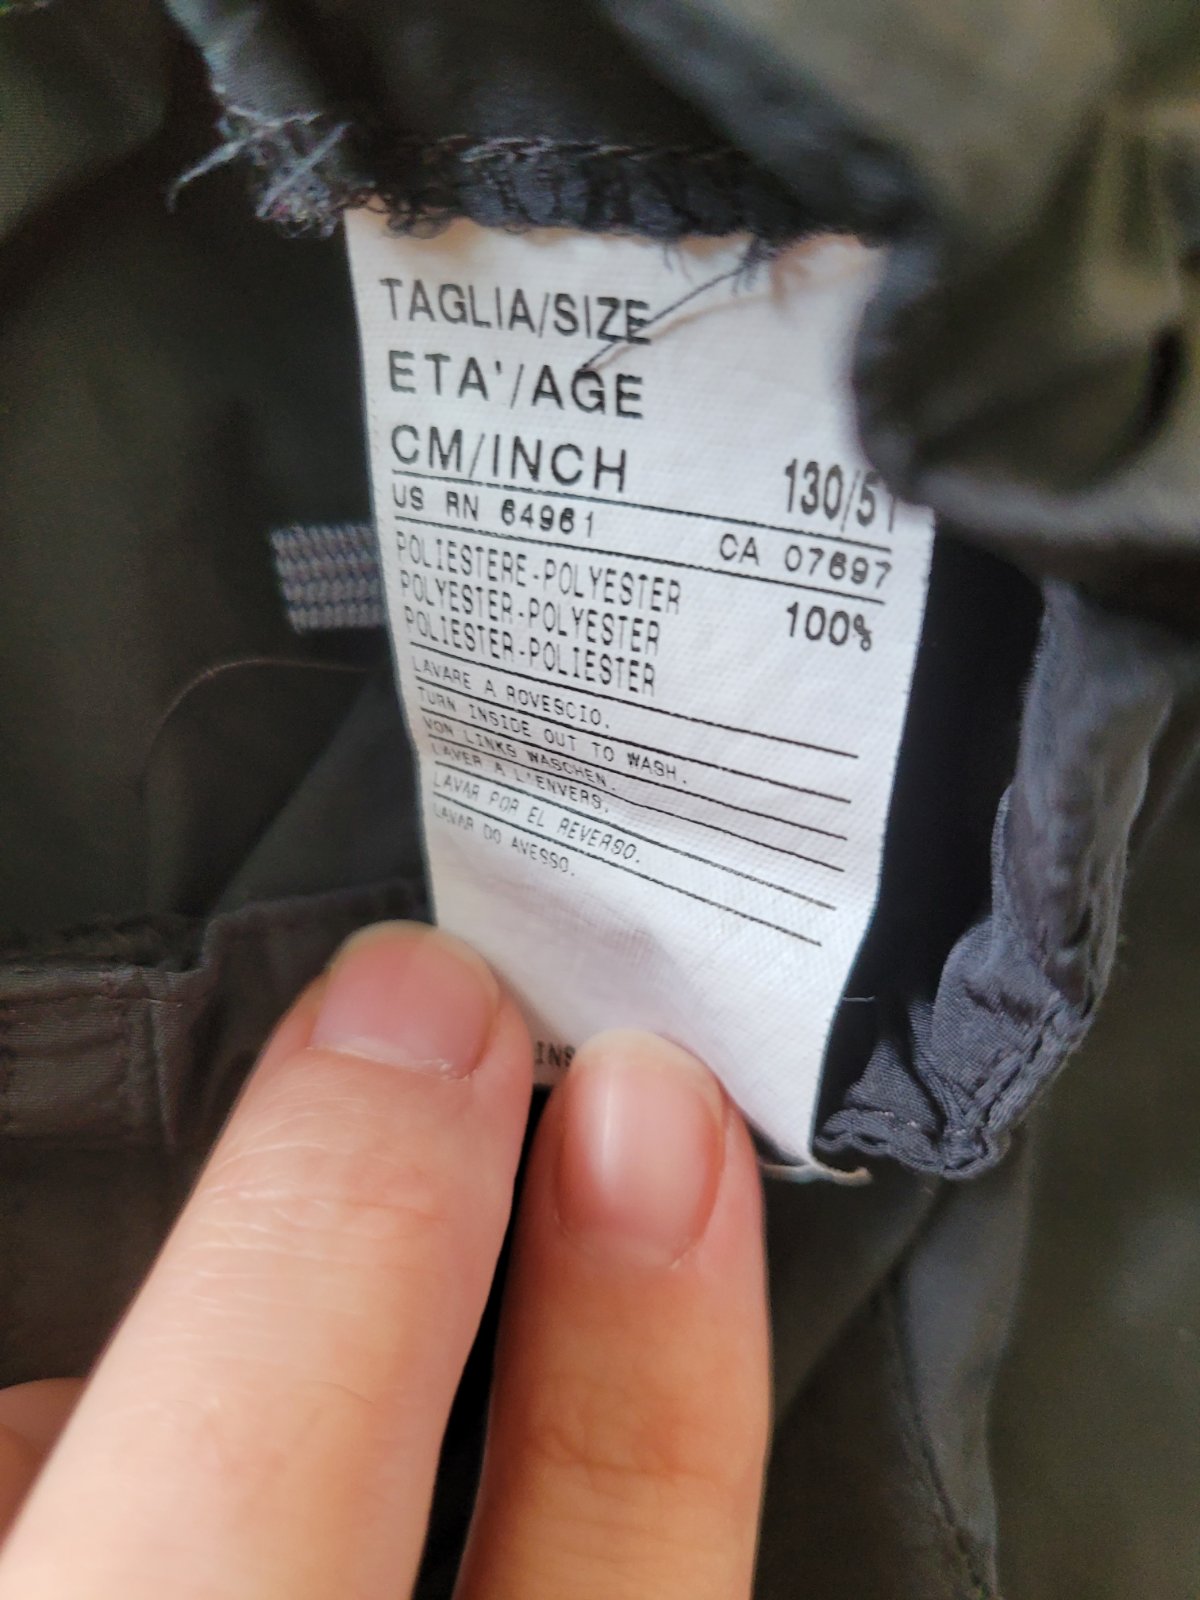 TAGLIA/SIZE
ETA'/AGE
CM/INCH 130/51
US RN 64961 CA 07697
POLIESTERE-POLYESTER 100%
POLYESTER-POLYESTER
POLIESTER-POLIESTER
LAVARE A ROVESCIO.
TURN INSIDE OUT TO WASH.
VON LINKS WASCHEN.
LAVER A L'ENVERS.
LAVAR POR EL REVERSO.
LAVAR DO AVESSO.